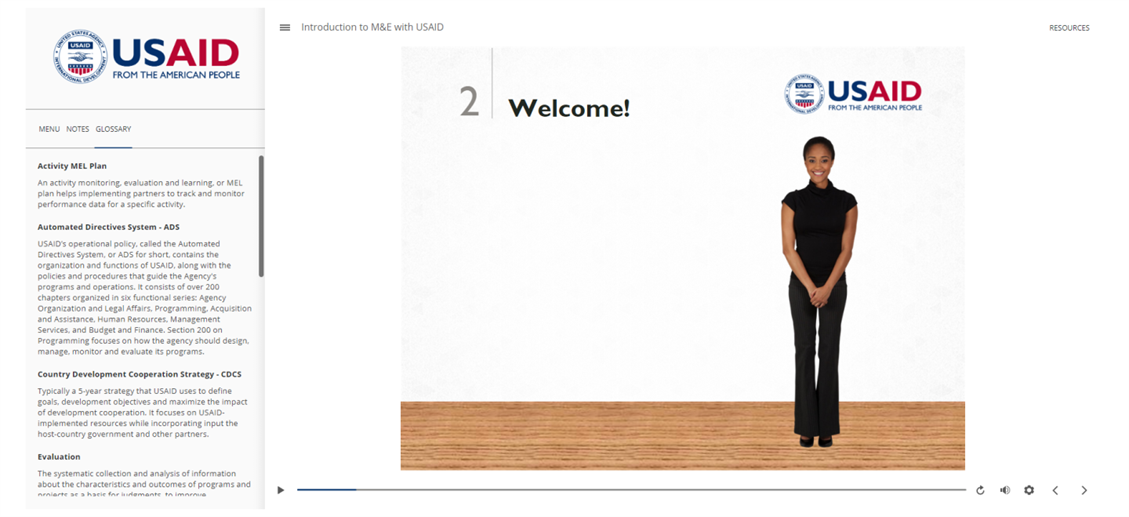 UNITED STATES AGENCY
USAID
INTERNATIONAL DEVELOPMENT
USAID
FROM THE AMERICAN PEOPLE
MENU NOTES GLOSSARY
Activity MEL Plan
An activity monitoring, evaluation and learning, or MEL
plan helps implementing partners to track and monitor
performance data for a specific activity.
Automated Directives System - ADS
USAID's operational policy, called the Automated
Directives System, or ADS for short, contains the
organization and functions of USAID, along with the
policies and procedures that guide the Agency's
programs and operations. It consists of over 200
chapters organized in six functional series: Agency
Organization and Legal Affairs, Programming, Acquisition
and Assistance, Human Resources, Management
Services, and Budget and Finance. Section 200 on
Programming focuses on how the agency should design,
manage, monitor and evaluate its programs.
Country Development Cooperation Strategy - CDCS
Typically a 5-year strategy that USAID uses to define
goals, development objectives and maximize the impact
of development cooperation. It focuses on USAID-
implemented resources while incorporating input the
host-country government and other partners.
Evaluation
The systematic collection and analysis of information
about the characteristics and outcomes of programs and
projects as a basis for judgments, to improve
Introduction to M&E with USAID
RESOURCES
2 Welcome!
USAID
USAID
FROM THE AMERICAN PEOPLE